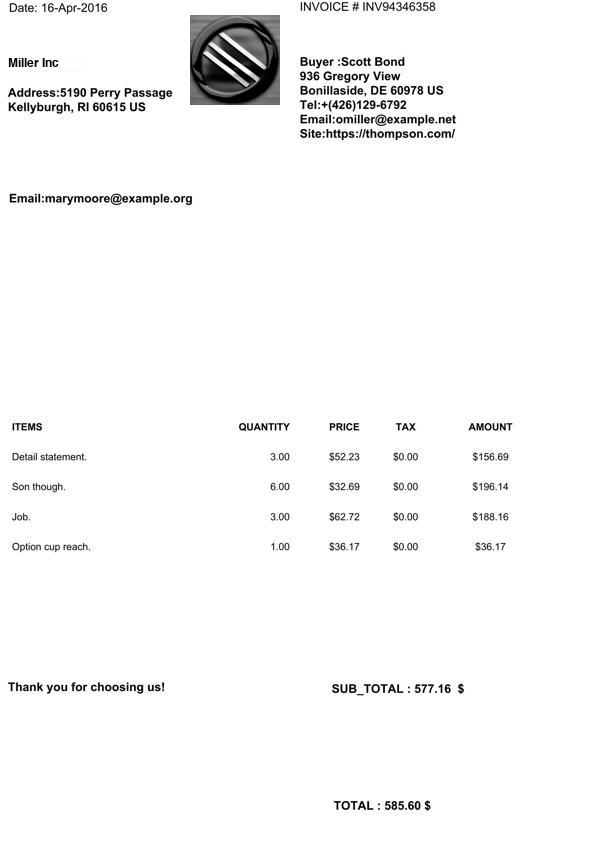 Date: 16-Apr-2016
INVOICE # INV94346358
Miller Inc
Address:5190 Perry Passage
Kellyburgh, RI 60615 US
Buyer :Scott Bond
936 Gregory View
Bonillaside, DE 60978 US
Tel:+(426)129-6792
Email:omiller@example.net
Site:https://thompson.com/
Email:marymoore@example.org
ITEMS QUANTITY PRICE TAX AMOUNT
Detail statement. 3.00 $52.23 $0.00 $156.69
Son though. 6.00 $32.69 $0.00 $196.14
Job. 3.00 $62.72 $0.00 $188.16
Option cup reach. 1.00 $36.17 $0.00 $36.17
Thank you for choosing us!
SUB_TOTAL : 577.16 $
TOTAL : 585.60 $